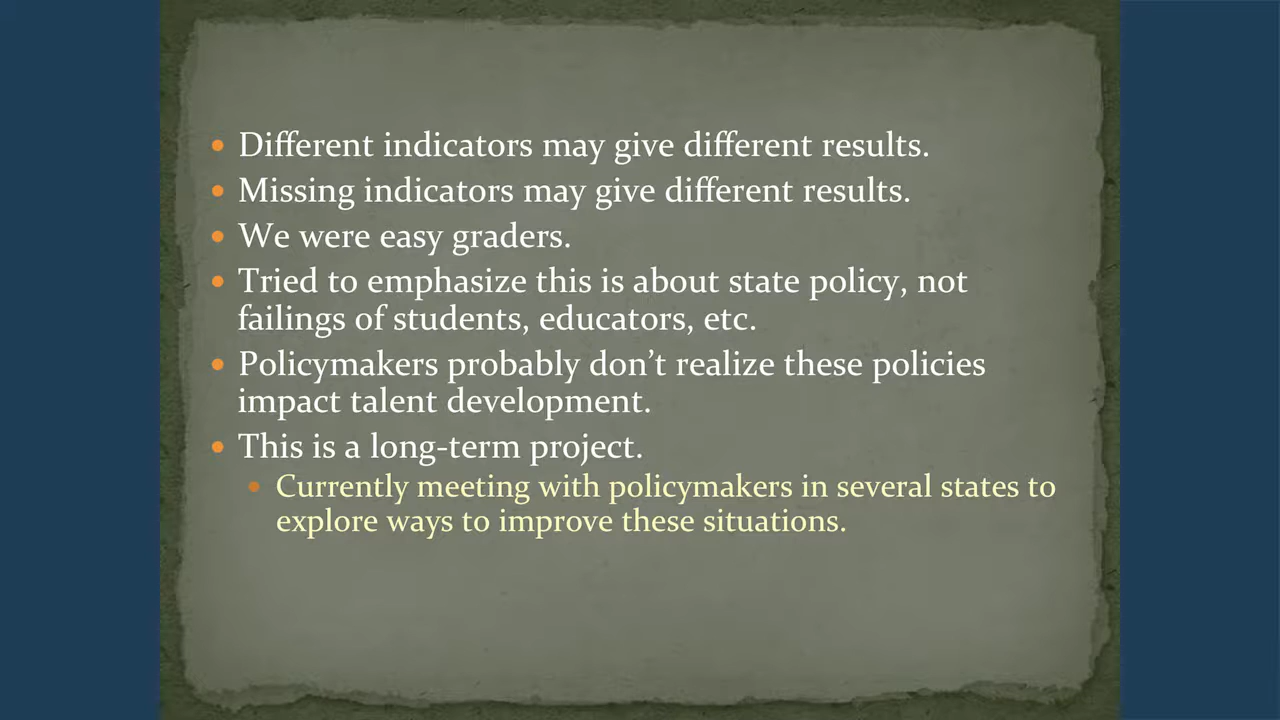 Different indicators may give different results.
Missing indicators may give different results.
We were easy graders.
Tried to emphasize this is about state policy, not
failings of students, educators, etc.
Policymakers probably don’t realize these policies
impact talent development.
This is a long-term project.
Currently meeting with policymakers in several states to
explore ways to improve these situations.